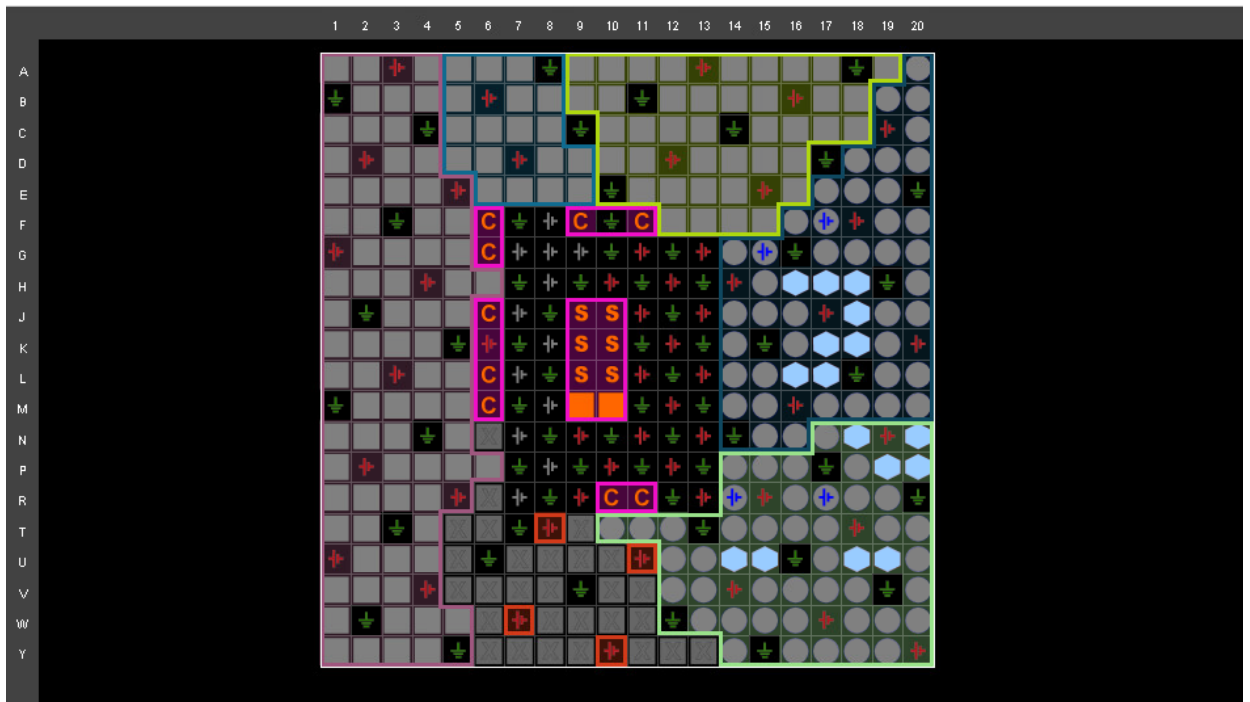 1 2 3 4 5 6 7 8 9 10 11 12 13 14 15 16 17 18 19 20
A
B
C
D
E
F C C C
G C
H
J C S S
K S S
L C S S
M C
N X
P
R X C C
T X X X
U X X X X X
V X X X X X X
W X X X X X
Y X X X X X X X